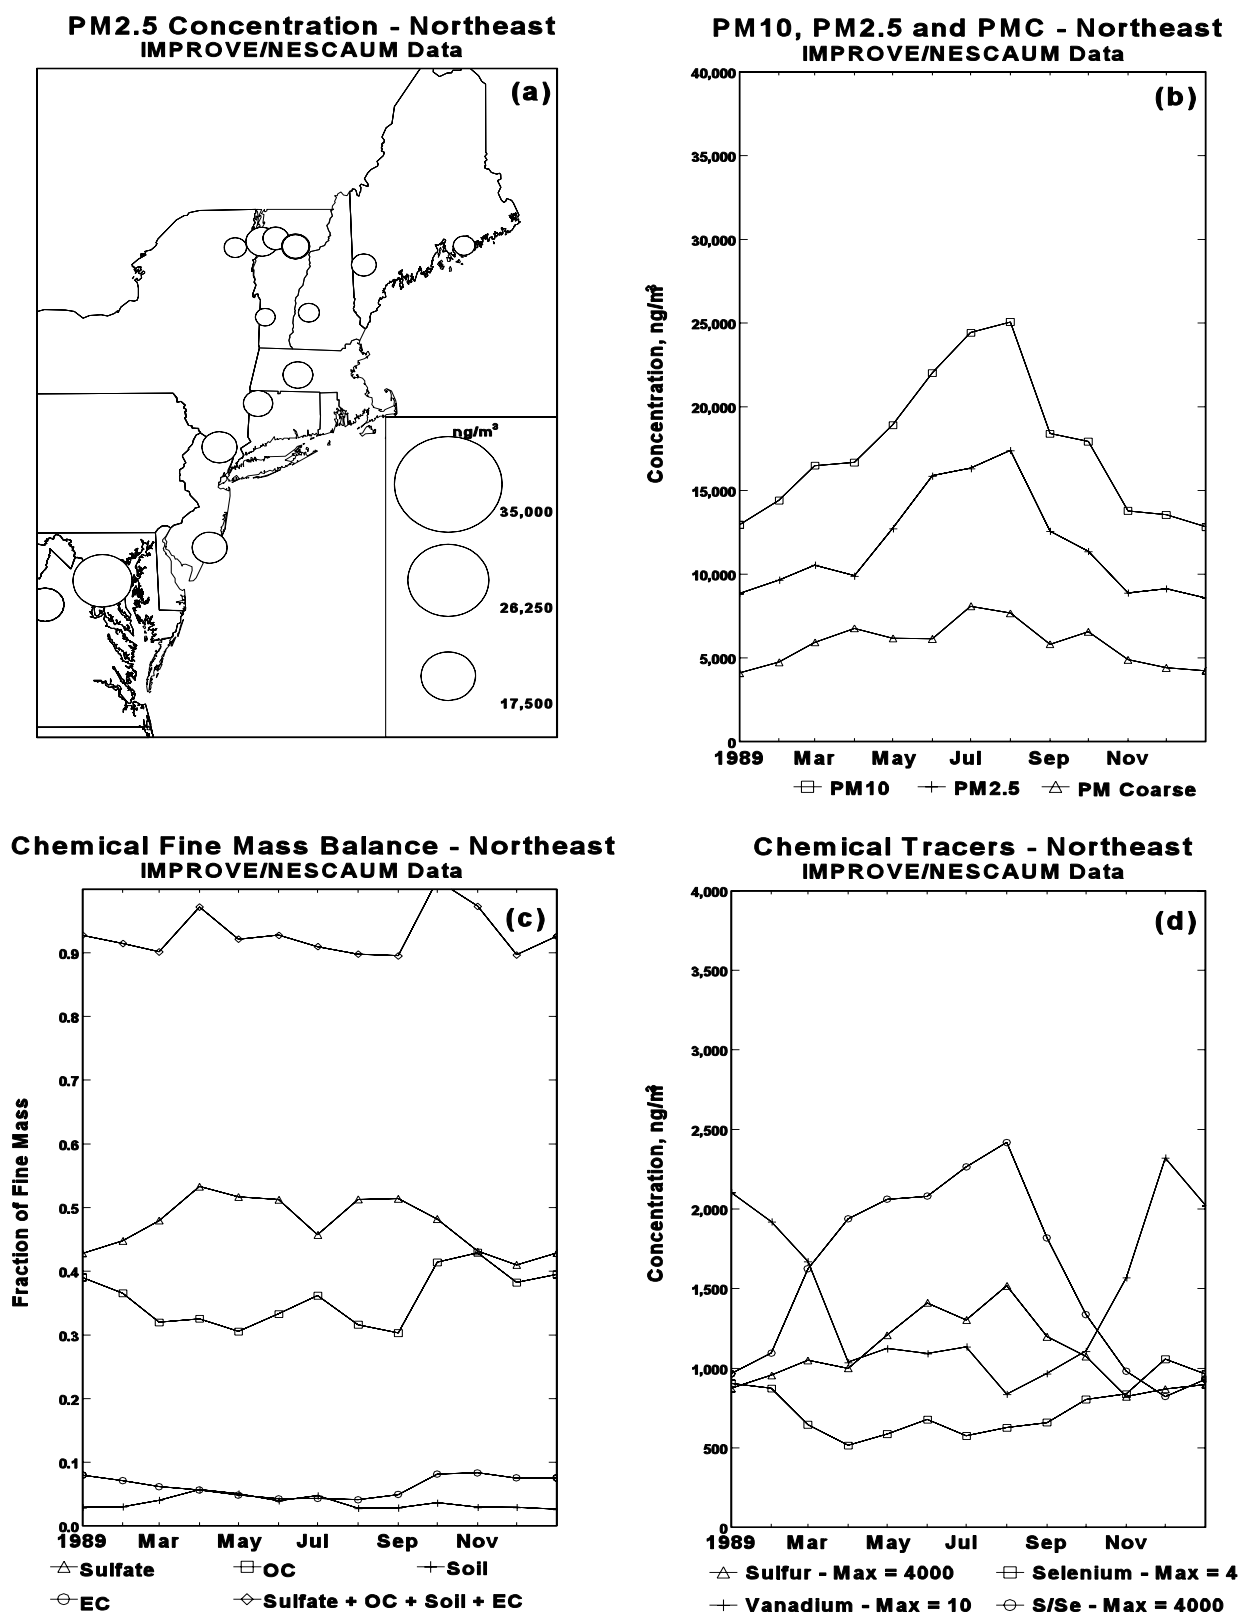 PM2.5 Concentration - Northeast
IMPROVE/NESCAUM Data
(a)
ng/m³
35,000
26,250
17,500
PM10, PM2.5 and PMC - Northeast
IMPROVE/NESCAUM Data
(b)
Concentration, ng/m³
40,000
35,000
30,000
25,000
20,000
15,000
10,000
5,000
0
1989 Mar May Jul Sep Nov
PM10 PM2.5 PM Coarse
Chemical Fine Mass Balance - Northeast
IMPROVE/NESCAUM Data
(c)
Fraction of Fine Mass
0.9
0.8
0.7
0.6
0.5
0.4
0.3
0.2
0.1
0.0
1989 Mar May Jul Sep Nov
Sulfate OC Soil
EC Sulfate + OC + Soil + EC
Chemical Tracers - Northeast
IMPROVE/NESCAUM Data
(d)
Concentration, ng/m³
4,000
3,500
3,000
2,500
2,000
1,500
1,000
500
0
1989 Mar May Jul Sep Nov
Sulfur - Max = 4000 Selenium - Max = 4
Vanadium - Max = 10 S/Se - Max = 4000